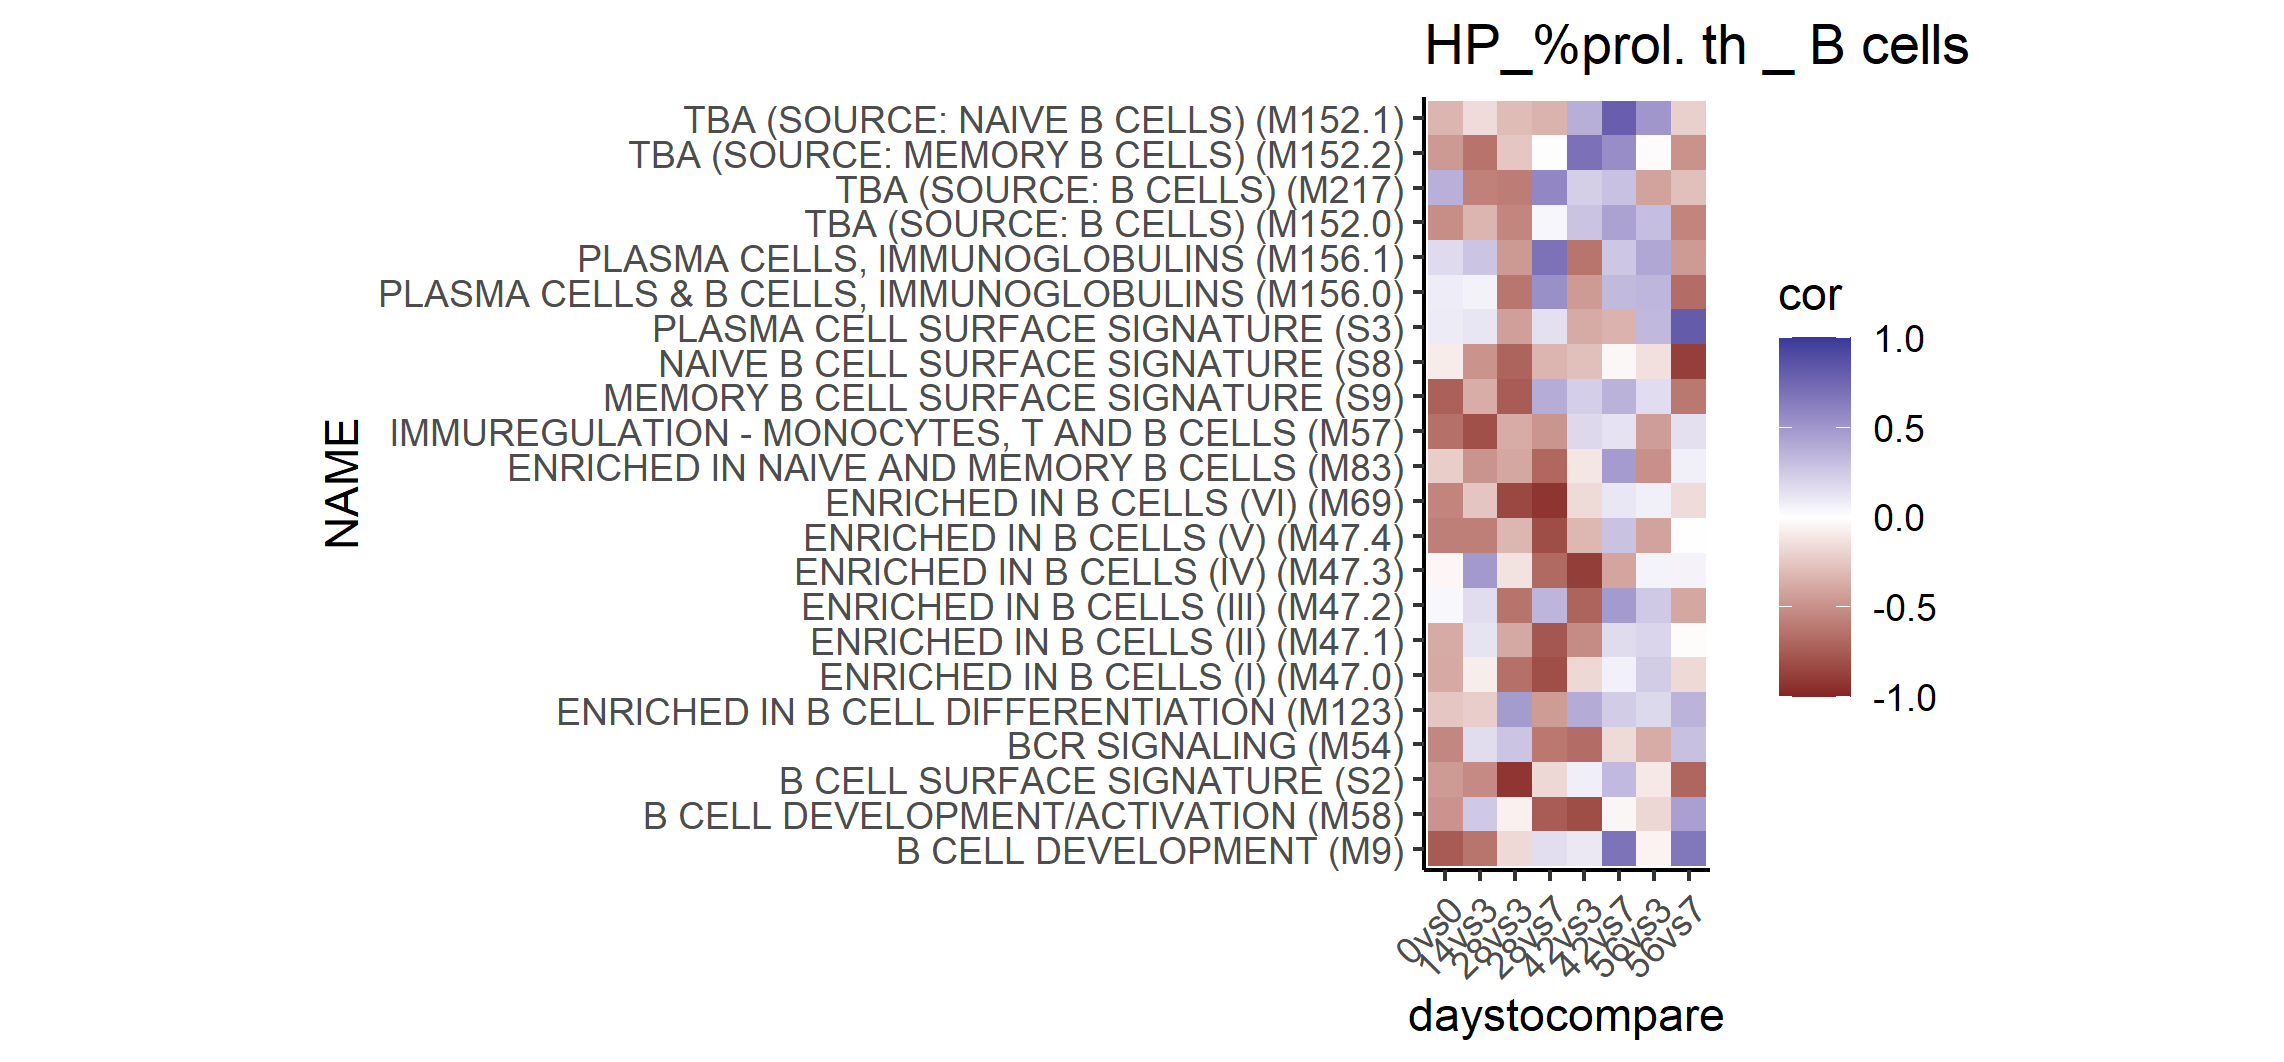 HP_%prol. th _ B cells
TBA (SOURCE: NAIVE B CELLS) (M152.1)
TBA (SOURCE: MEMORY B CELLS) (M152.2)
TBA (SOURCE: B CELLS) (M217)
TBA (SOURCE: B CELLS) (M152.0)
PLASMA CELLS, IMMUNOGLOBULINS (M156.1)
PLASMA CELLS & B CELLS, IMMUNOGLOBULINS (M156.0)
PLASMA CELL SURFACE SIGNATURE (S3)
NAIVE B CELL SURFACE SIGNATURE (S8)
MEMORY B CELL SURFACE SIGNATURE (S9)
IMMUREGULATION - MONOCYTES, T AND B CELLS (M57)
ENRICHED IN NAIVE AND MEMORY B CELLS (M83)
ENRICHED IN B CELLS (VI) (M69)
ENRICHED IN B CELLS (V) (M47.4)
ENRICHED IN B CELLS (IV) (M47.3)
ENRICHED IN B CELLS (III) (M47.2)
ENRICHED IN B CELLS (II) (M47.1)
ENRICHED IN B CELLS (I) (M47.0)
ENRICHED IN B CELL DIFFERENTIATION (M123)
BCR SIGNALING (M54)
B CELL SURFACE SIGNATURE (S2)
B CELL DEVELOPMENT/ACTIVATION (M58)
B CELL DEVELOPMENT (M9)
NAME
0vs0
14vs3
28vs3
28vs7
42vs3
42vs7
56vs3
56vs7
daystocompare
cor
1.0
0.5
0.0
-0.5
-1.0